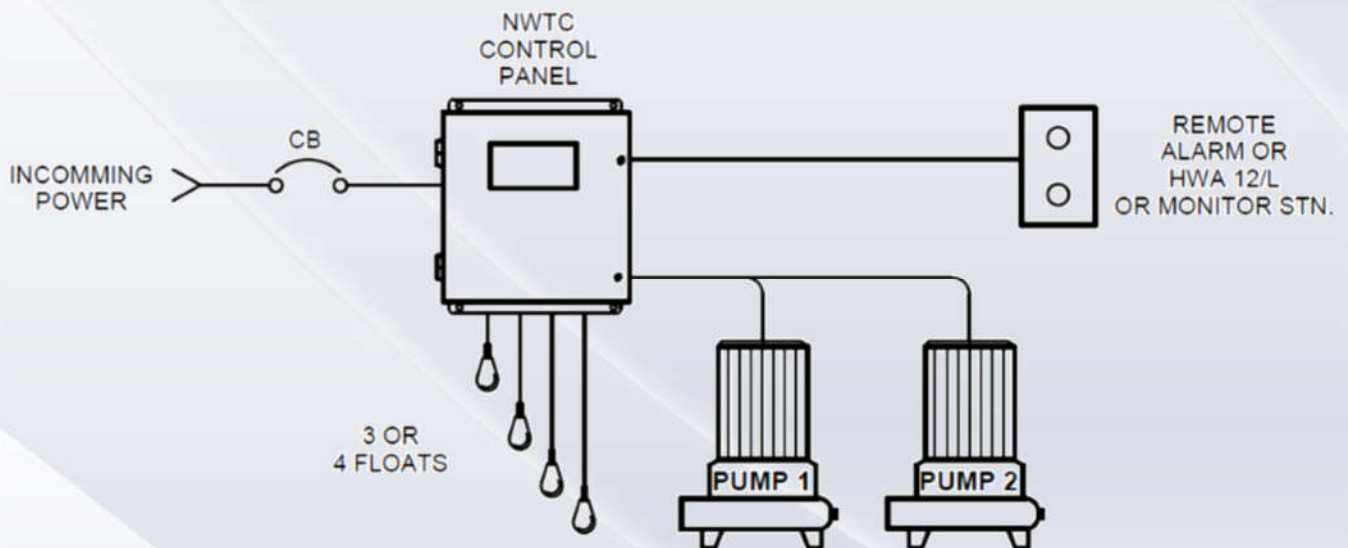 NWTC
CONTROL
PANEL
CB
INCOMMING
POWER
REMOTE
ALARM OR
HWA 12/L
OR MONITOR STN.
3 OR
4 FLOATS
PUMP 1
PUMP 2